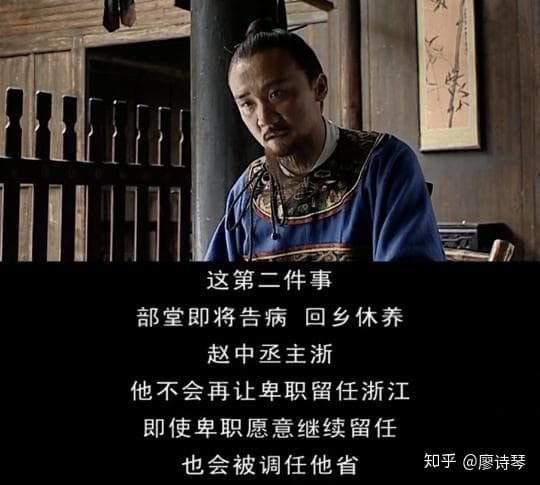 这第二件事
部堂即将告病 回乡休养
赵中丞主浙
他不会再让卑职留任浙江
即使卑职愿意继续留任
也会被调任他省
知乎 @廖诗琴